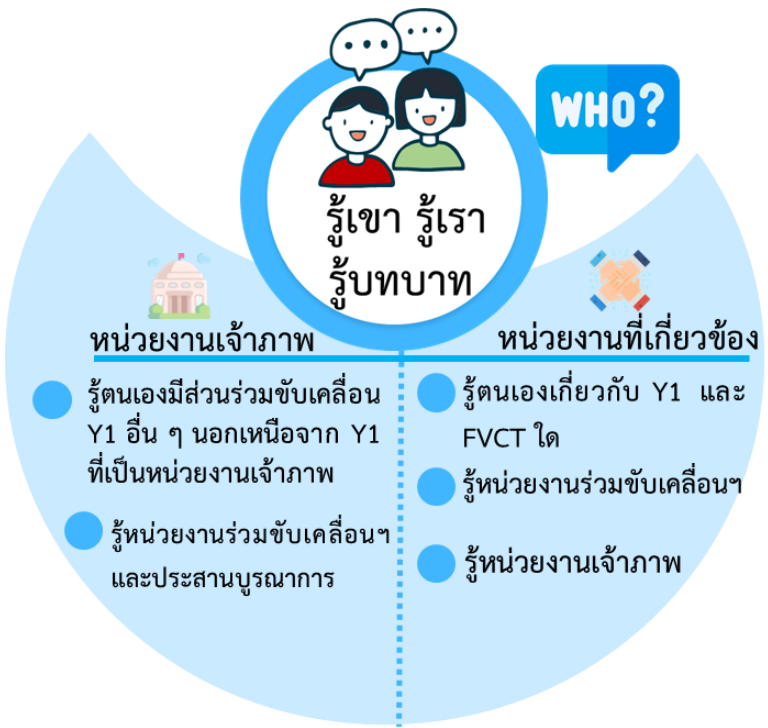 WHO?
รู้เขา รู้เรา
รู้บทบาท
หน่วยงานเจ้าภาพ
รู้ตนเองมีส่วนร่วมขับเคลื่อน
Y1 อื่น ๆ นอกเหนือจาก Y1
ที่เป็นหน่วยงานเจ้าภาพ
รู้หน่วยงานร่วมขับเคลื่อนฯ
และประสานบูรณาการ
หน่วยงานที่เกี่ยวข้อง
รู้ตนเองเกี่ยวกับ Y1 และ
FVCT ใด
รู้หน่วยงานร่วมขับเคลื่อนฯ
รู้หน่วยงานเจ้าภาพ